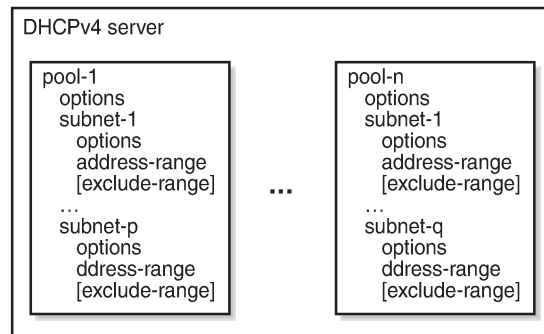 DHCPv4 server
pool-1
options
subnet-1
options
address-range
[exclude-range]
...
subnet-p
options
ddress-range
[exclude-range]
...
pool-n
options
subnet-1
options
address-range
[exclude-range]
...
subnet-q
options
ddress-range
[exclude-range]